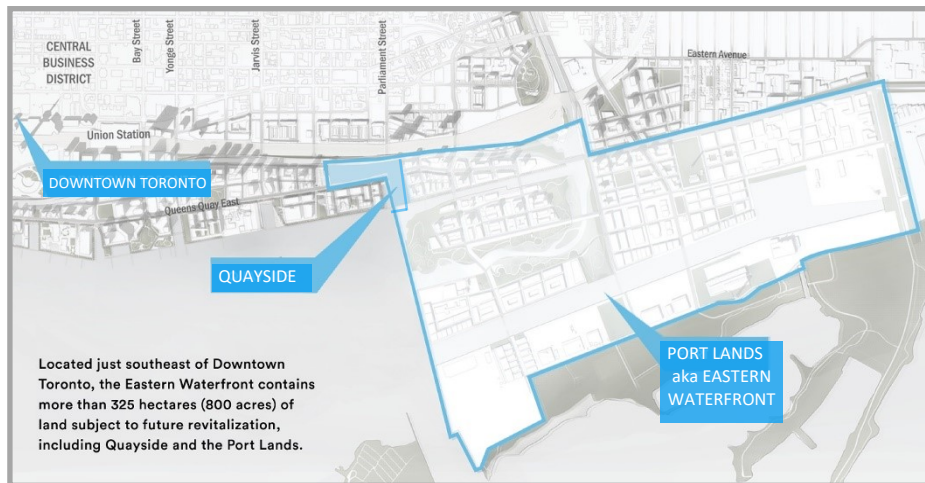 CENTRAL
BUSINESS
DISTRICT
Bay Street
Yonge Street
Jarvis Street
Parliament Street
Eastern Avenue
Union Station
DOWNTOWN TORONTO
Queens Quay East
QUAYSIDE
PORT LANDS
aka EASTERN
WATERFRONT
Located just southeast of Downtown
Toronto, the Eastern Waterfront contains
more than 325 hectares (800 acres) of
land subject to future revitalization,
including Quayside and the Port Lands.